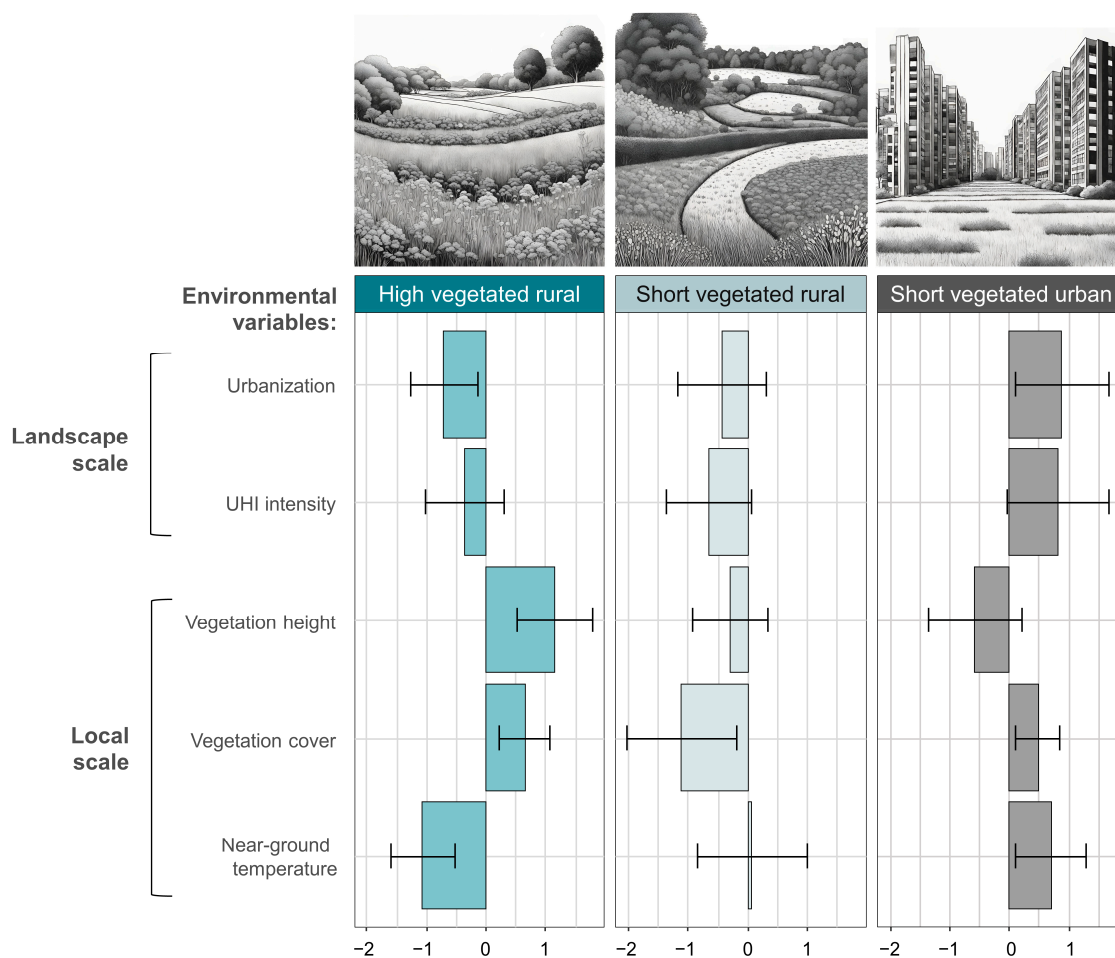 Environmental
variables:
High vegetated rural
Short vegetated rural
Short vegetated urban
Landscape
scale
Urbanization
UHI intensity
Local
scale
Vegetation height
Vegetation cover
Near-ground
temperature
−2 −1 0 1
−2 −1 0 1
−2 −1 0 1